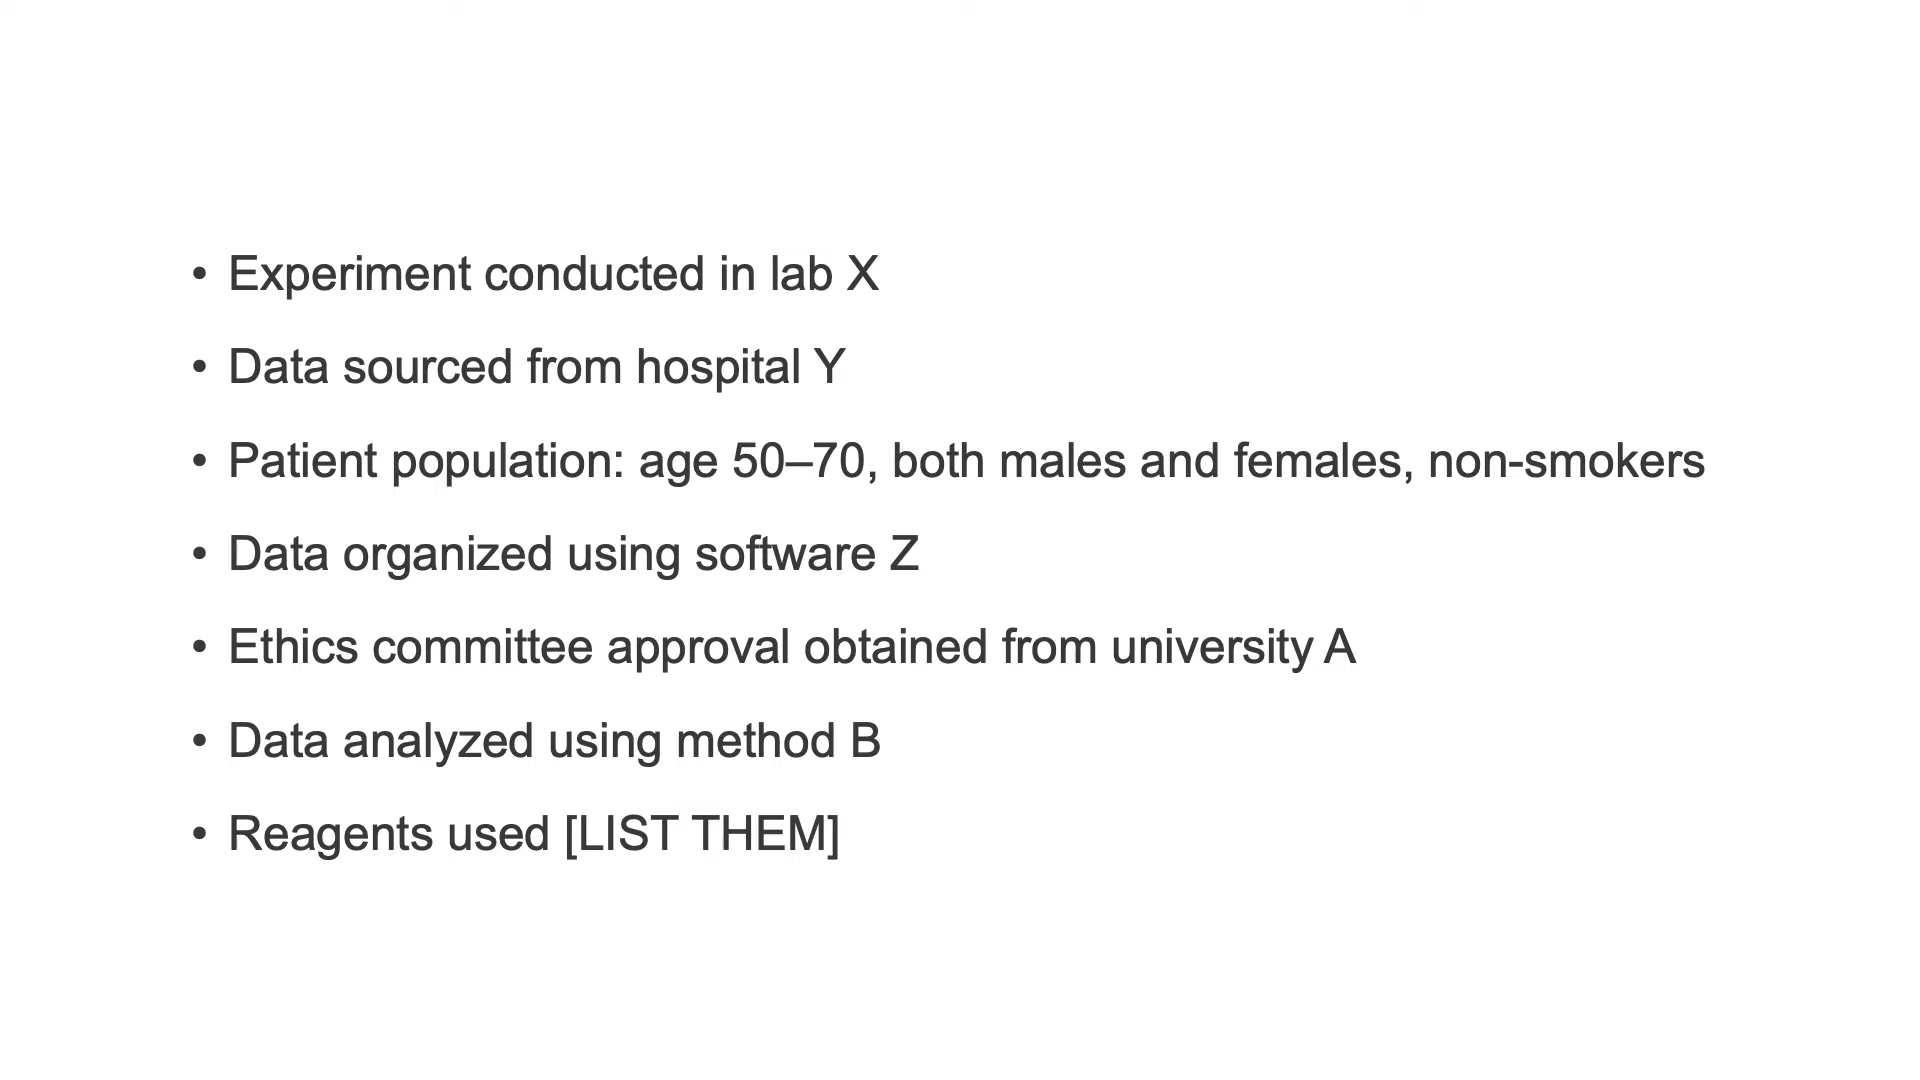 • Experiment conducted in lab X
• Data sourced from hospital Y
• Patient population: age 50–70, both males and females, non-smokers
• Data organized using software Z
• Ethics committee approval obtained from university A
• Data analyzed using method B
• Reagents used [LIST THEM]